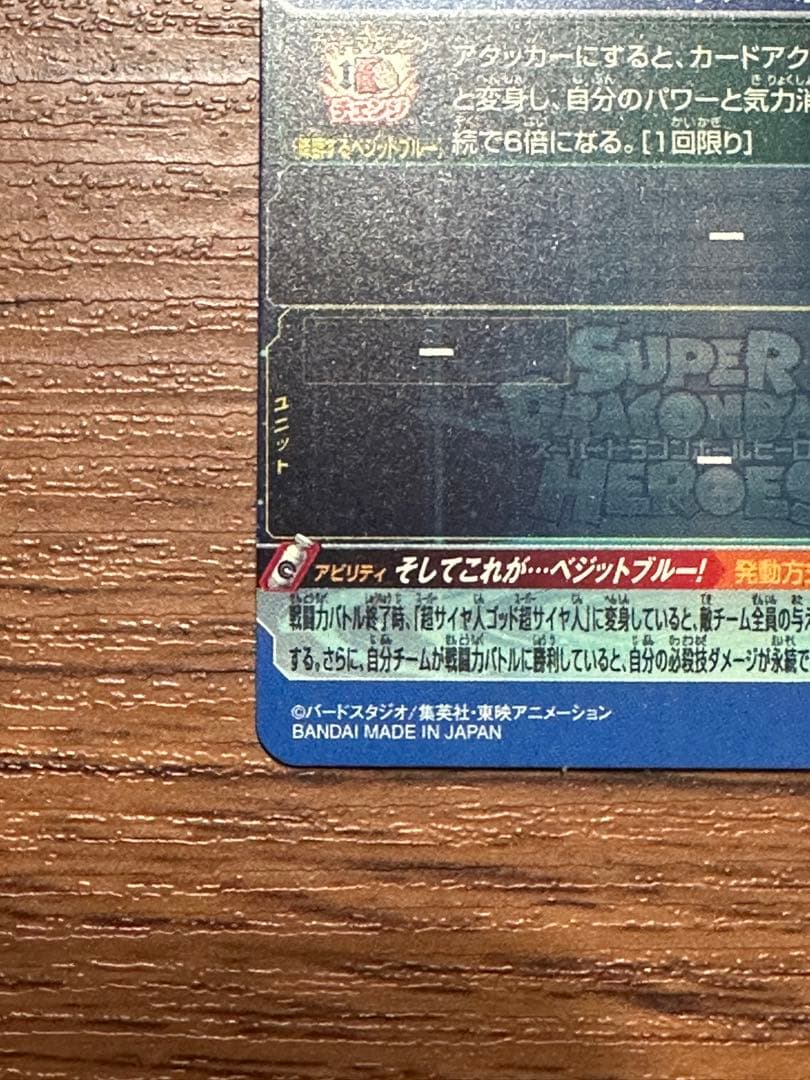 アタッカーにすると、カードアク
と変身し、自分のパワーと気力消
続で6倍になる。[1回限り]
チェンジ
するベジットブルー」
ー
ー
SUPER
DRAGONBA
スーパードラゴンボールヒーロ
HEROES
ー
ユニット
アビリティ そしてこれが…ベジットブルー! 発動方
戦闘力バトル終了時、「超サイヤ人ゴッド超サイヤ人」に変身していると、敵チーム全員の与え
する。さらに、自分チームが戦闘力バトルに勝利していると、自分の必殺技ダメージが永続で
©バードスタジオ/集英社・東映アニメーション
BANDAI MADE IN JAPAN